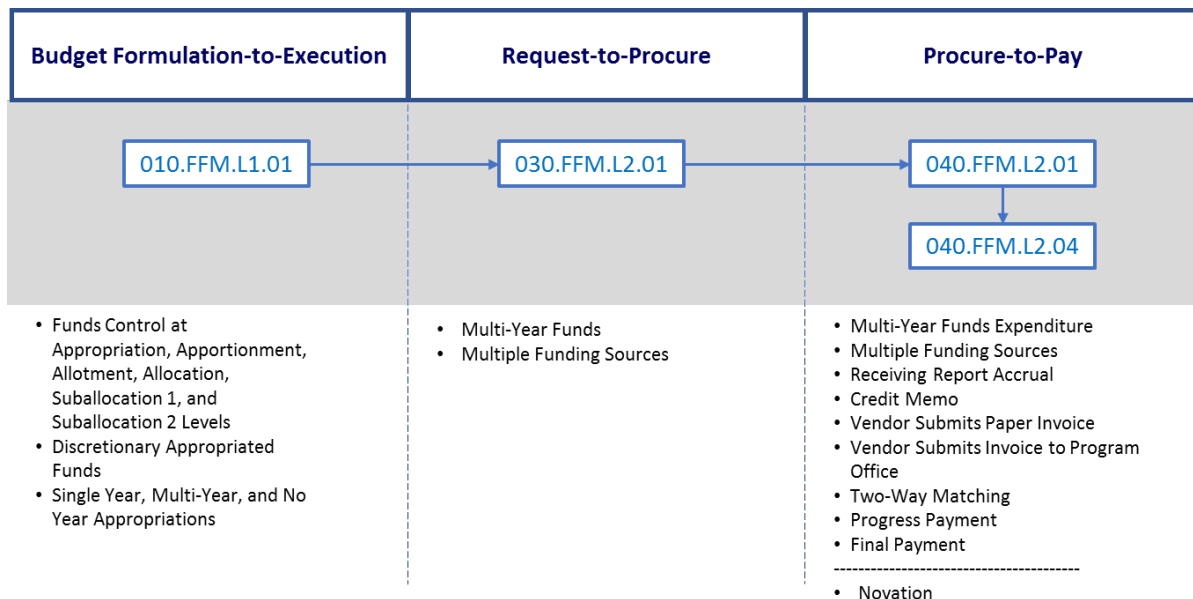 Budget Formulation-to-Execution
Request-to-Procure
Procure-to-Pay
010.FFM.L1.01
030.FFM.L2.01
040.FFM.L2.01
040.FFM.L2.04
• Funds Control at
Appropriation, Apportionment,
Allotment, Allocation,
Suballocation 1, and
Suballocation 2 Levels
• Discretionary Appropriated
Funds
• Single Year, Multi-Year, and No
Year Appropriations
• Multi-Year Funds
• Multiple Funding Sources
• Multi-Year Funds Expenditure
• Multiple Funding Sources
• Receiving Report Accrual
• Credit Memo
• Vendor Submits Paper Invoice
• Vendor Submits Invoice to Program
Office
• Two-Way Matching
• Progress Payment
• Final Payment
----------------------------------------
• Novation